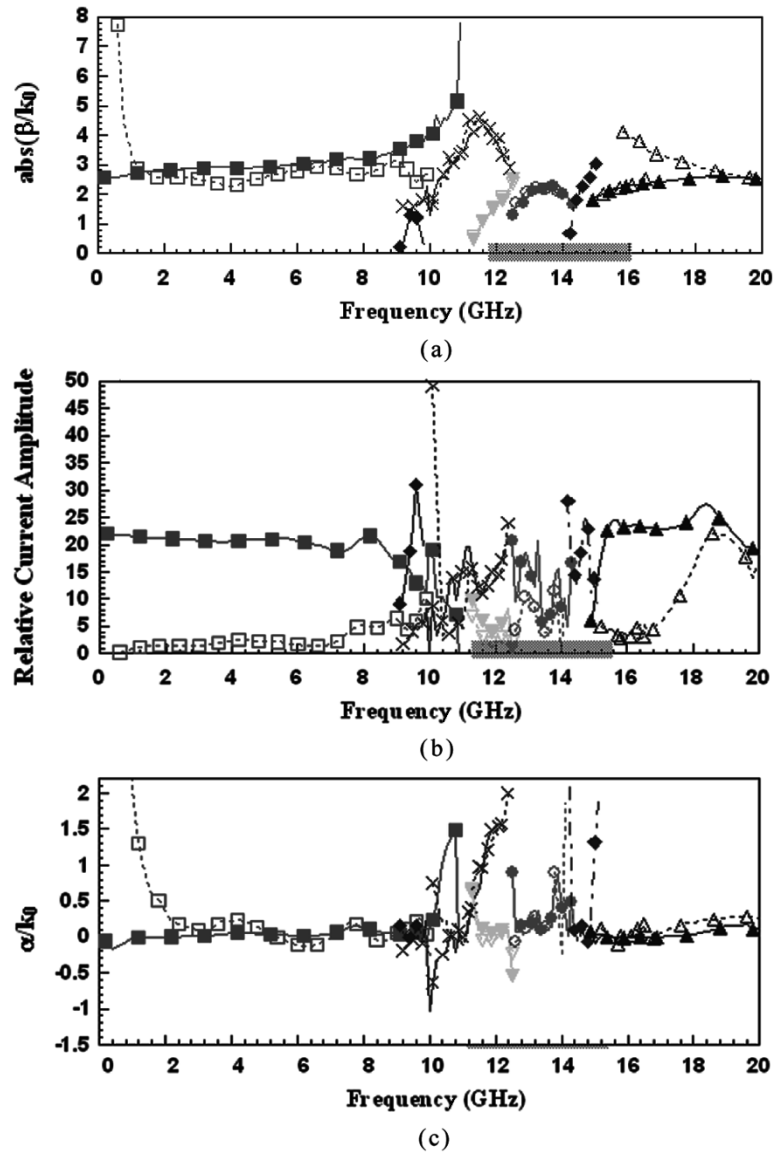 abs(β/k₀)
8
7
6
5
4
3
2
1
0
0 2 4 6 8 10 12 14 16 18 20
Frequency (GHz)
(a)
Relative Current Amplitude
50
45
40
35
30
25
20
15
10
5
0
0 2 4 6 8 10 12 14 16 18 20
Frequency (GHz)
(b)
α/k₀
2
1.5
1
0.5
0
-0.5
-1
-1.5
0 2 4 6 8 10 12 14 16 18 20
Frequency (GHz)
(c)